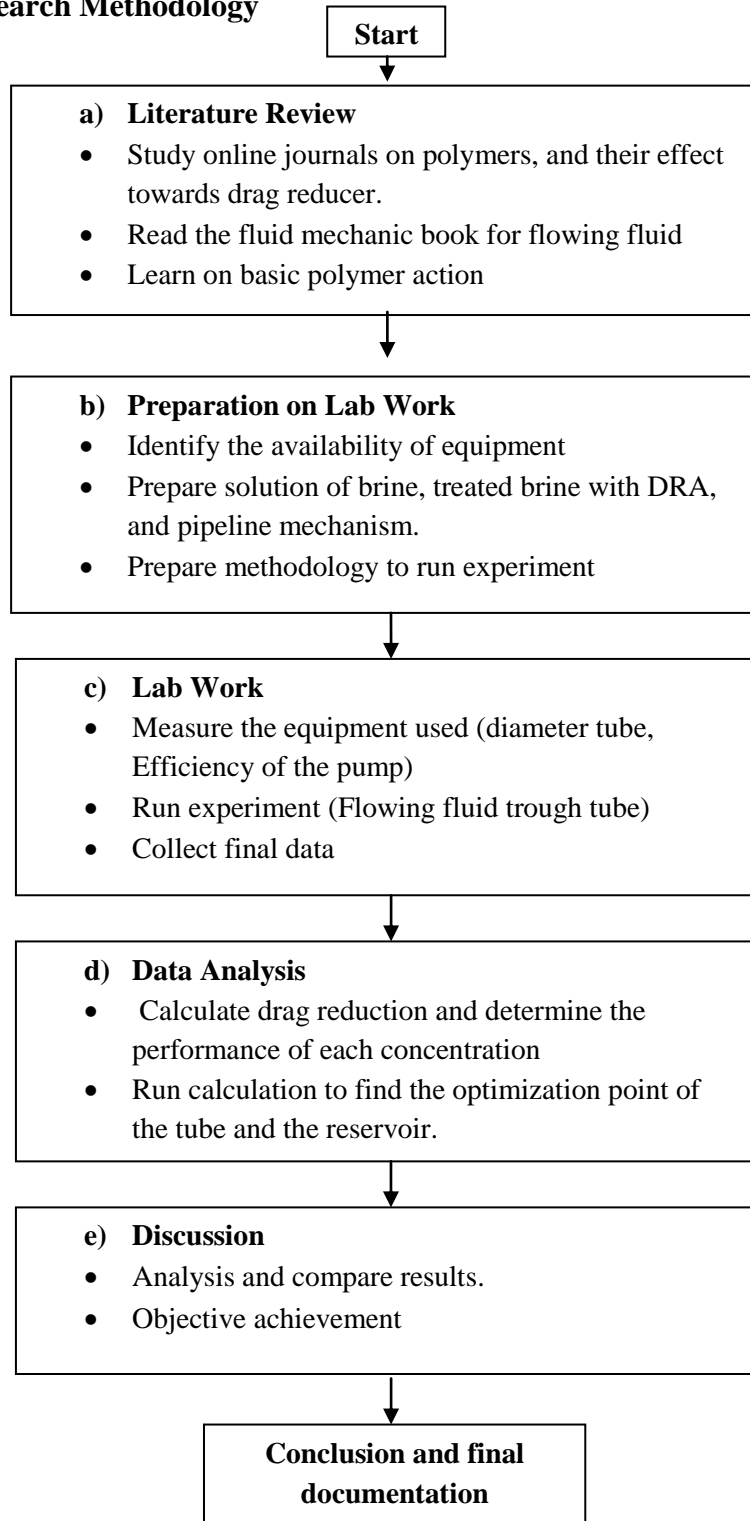 earch Methodology
Start
a) Literature Review
• Study online journals on polymers, and their effect
towards drag reducer.
• Read the fluid mechanic book for flowing fluid
• Learn on basic polymer action
b) Preparation on Lab Work
• Identify the availability of equipment
• Prepare solution of brine, treated brine with DRA,
and pipeline mechanism.
• Prepare methodology to run experiment
c) Lab Work
• Measure the equipment used (diameter tube,
Efficiency of the pump)
• Run experiment (Flowing fluid trough tube)
• Collect final data
d) Data Analysis
• Calculate drag reduction and determine the
performance of each concentration
• Run calculation to find the optimization point of
the tube and the reservoir.
e) Discussion
• Analysis and compare results.
• Objective achievement
Conclusion and final
documentation